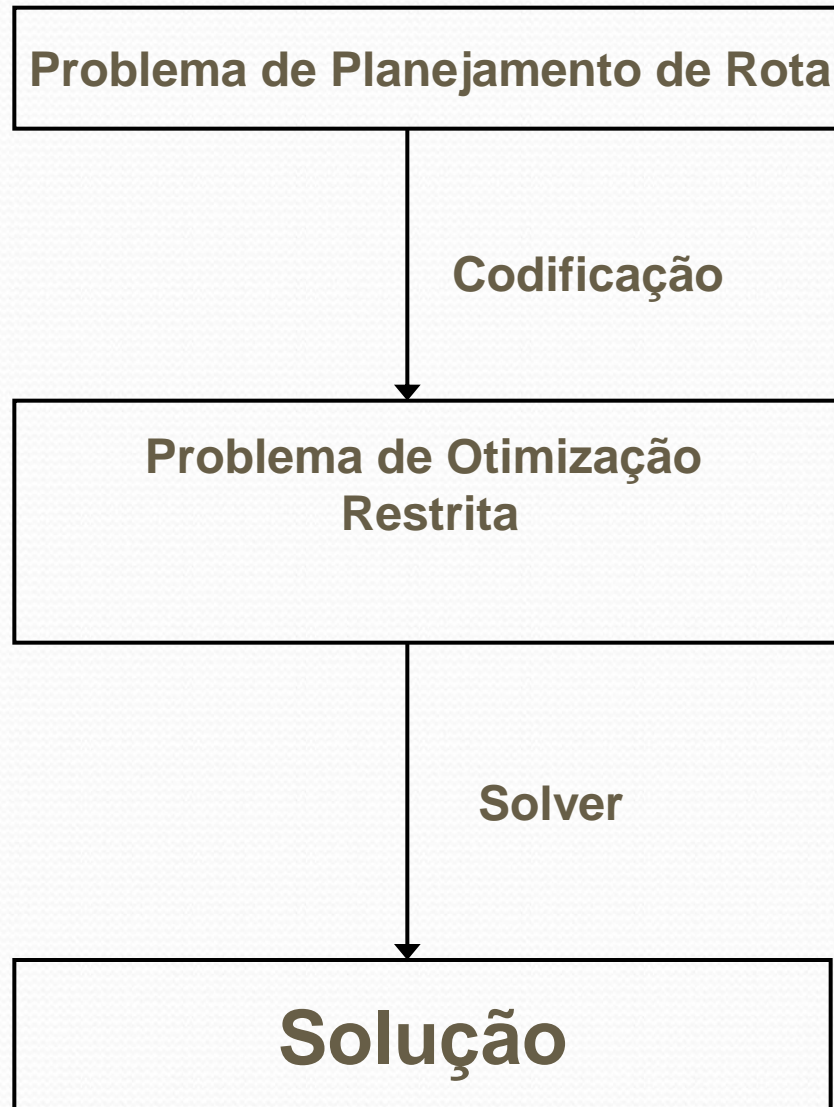 Problema de Planejamento de Rota
Codificação
Problema de Otimização
Restrita
Solver
Solução